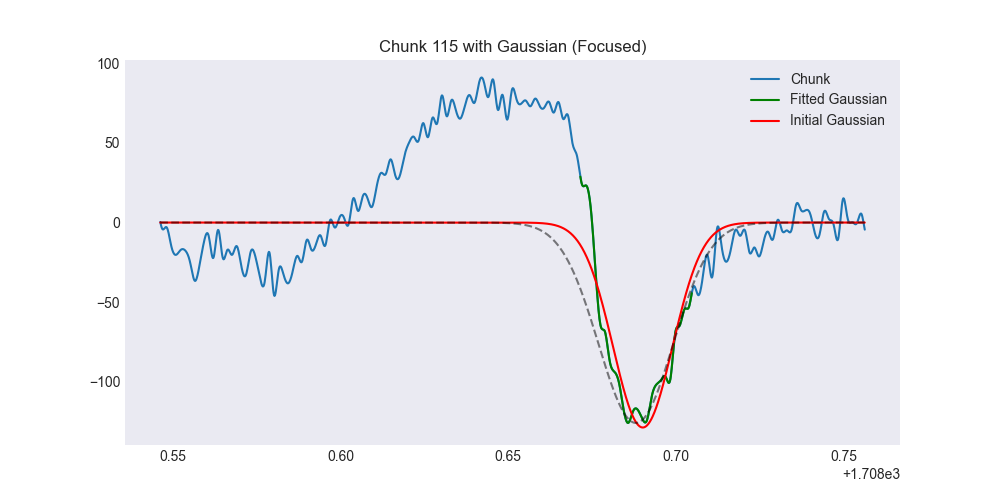 Chunk 115 with Gaussian (Focused)
100
50
0
−50
−100
Chunk
Fitted Gaussian
Initial Gaussian
0.55 0.60 0.65 0.70 0.75
+1.708e3